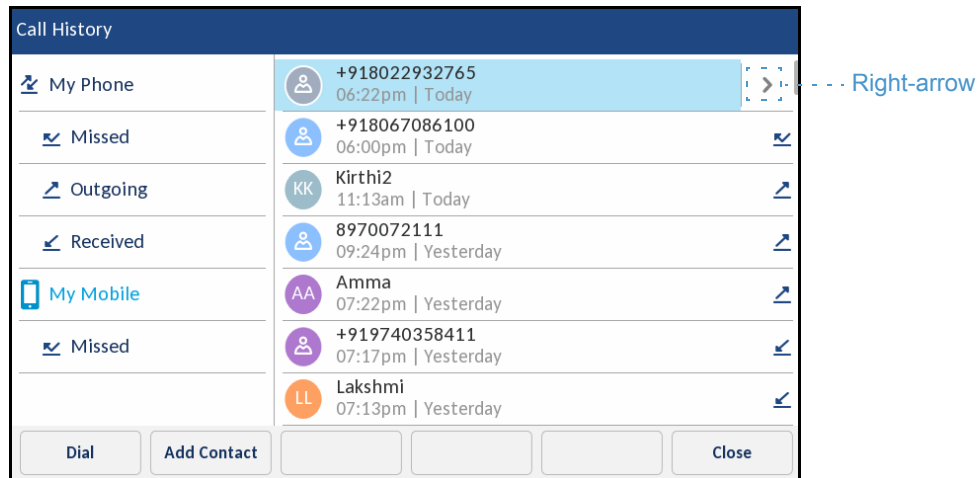 Call History
My Phone
Missed
Outgoing
Received
My Mobile
Missed
+918022932765
06:22pm | Today
Right-arrow
+918067086100
06:00pm | Today
KK
Kirthi2
11:13am | Today
8970072111
09:24pm | Yesterday
AA
Amma
07:22pm | Yesterday
+919740358411
07:17pm | Yesterday
LL
Lakshmi
07:13pm | Yesterday
Dial
Add Contact
Close